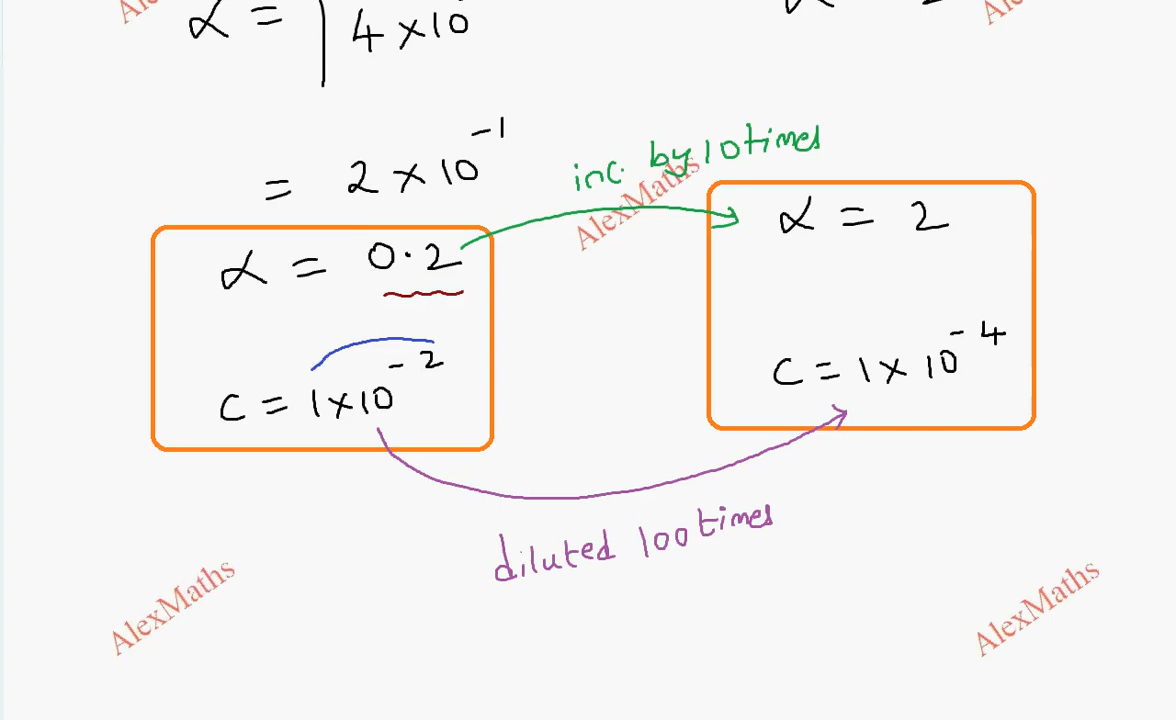 α = √4×10
= 2 × 10⁻¹
inc. by 10 times
α = 0.2
α = 2
c = 1×10⁻²
c = 1× 10⁻⁴
diluted 100 times
AlexMaths
AlexMaths
AlexMaths